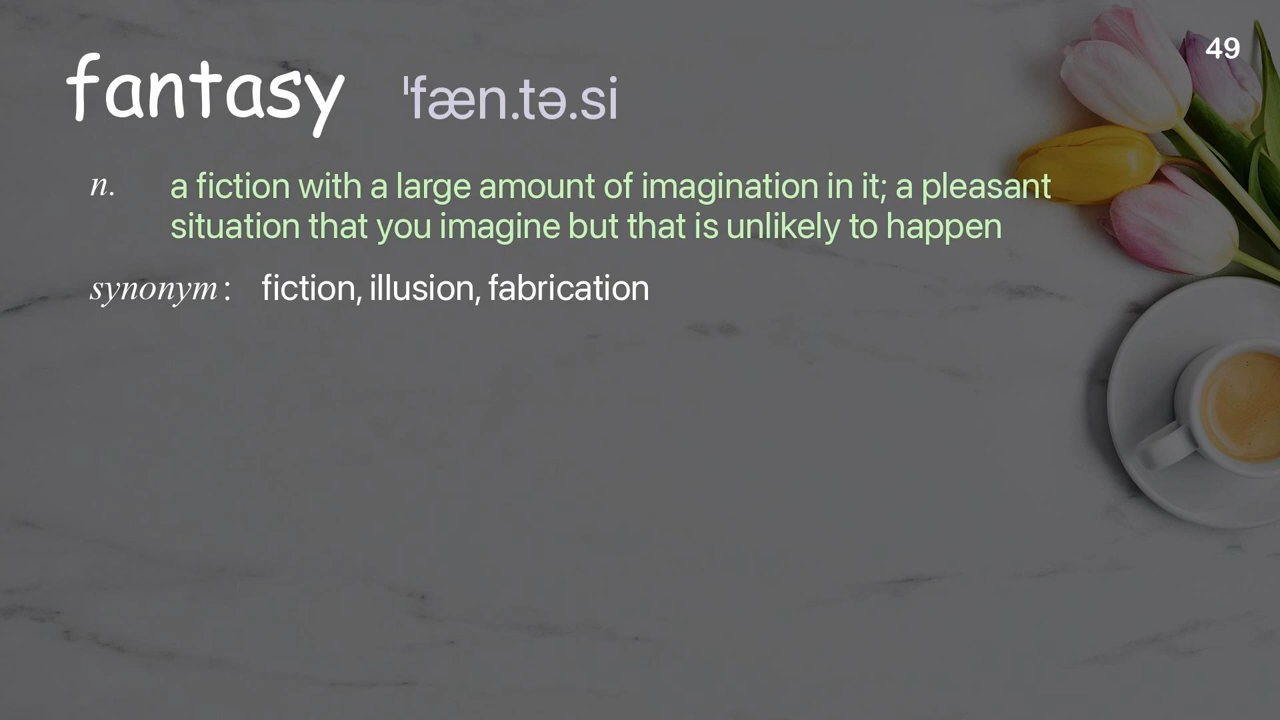 49
fantasy ˈfæn.tə.si
n. a fiction with a large amount of imagination in it; a pleasant
situation that you imagine but that is unlikely to happen
synonym: fiction, illusion, fabrication